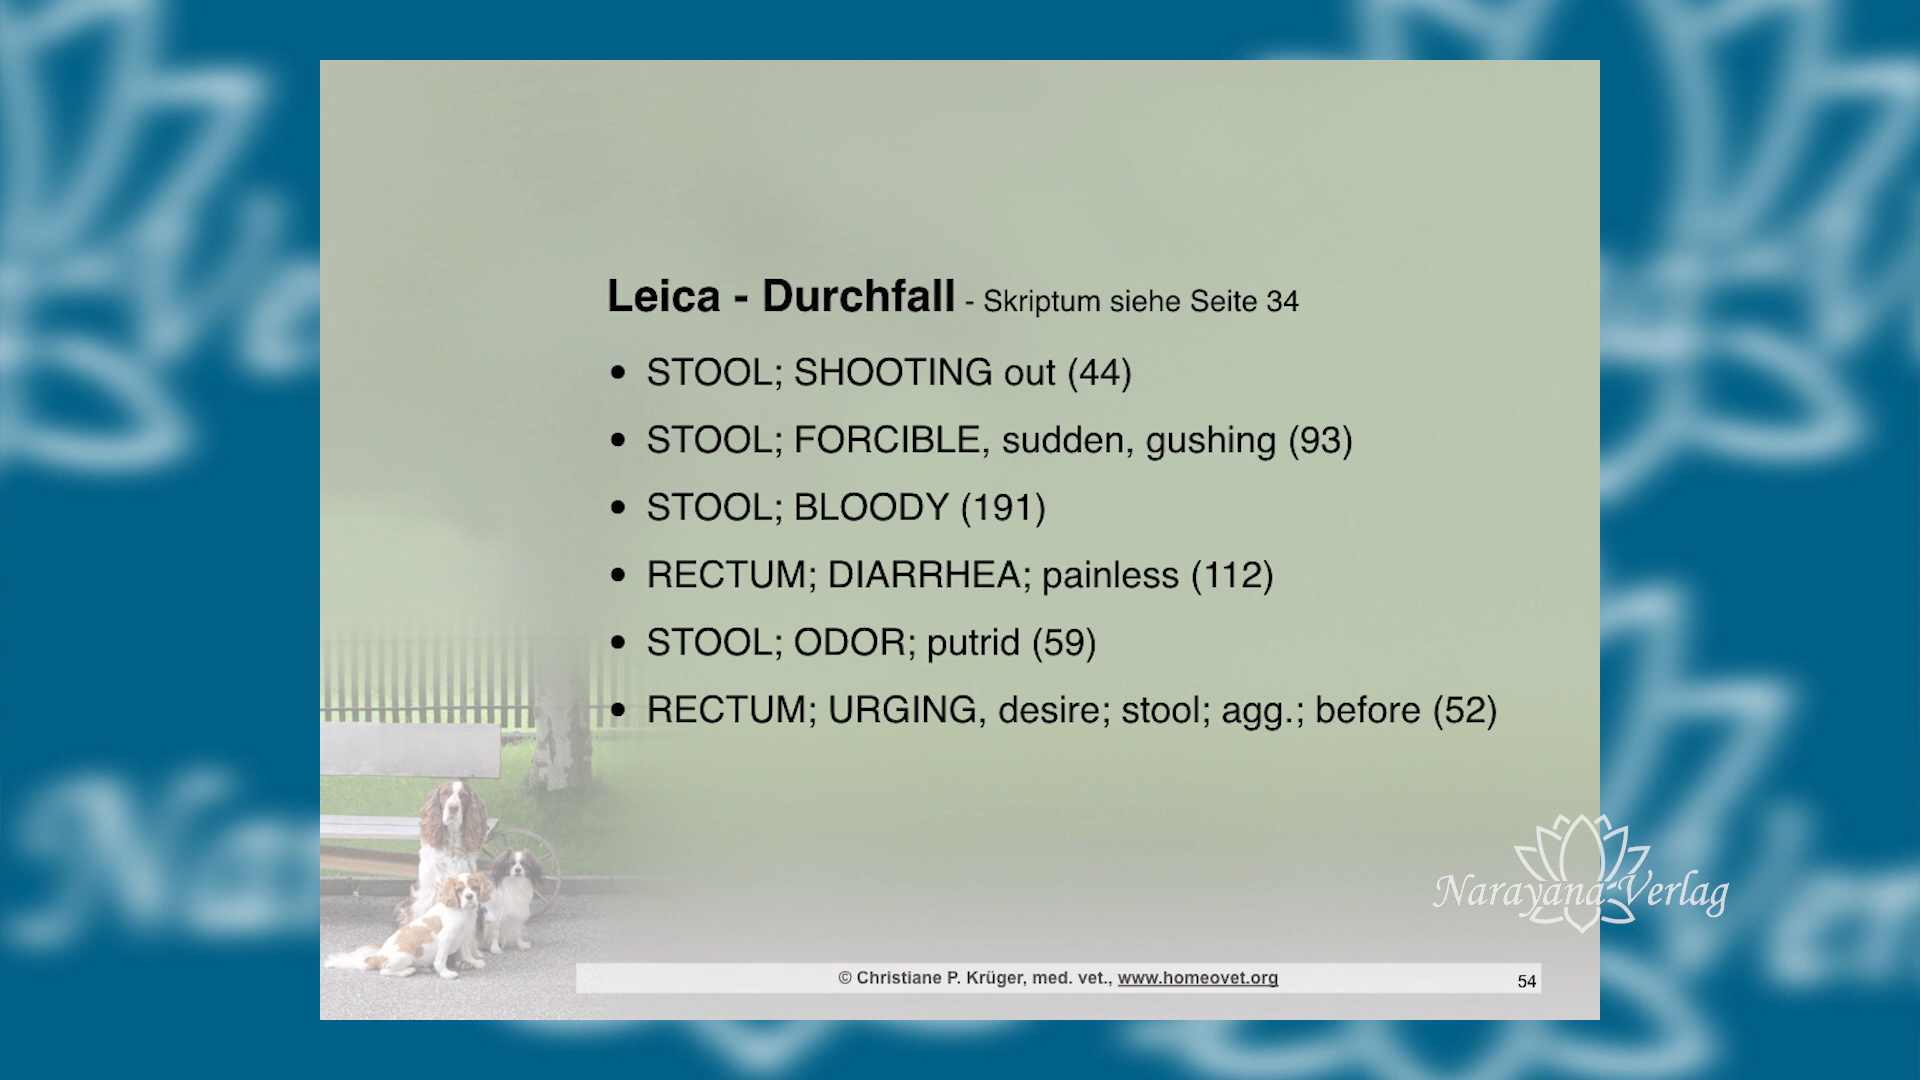 Leica - Durchfall - Skriptum siehe Seite 34
• STOOL; SHOOTING out (44)
• STOOL; FORCIBLE, sudden, gushing (93)
• STOOL; BLOODY (191)
• RECTUM; DIARRHEA; painless (112)
• STOOL; ODOR; putrid (59)
• RECTUM; URGING, desire; stool; agg.; before (52)
Narayana Verlag
© Christiane P. Krüger, med. vet., www.homeovet.org
54